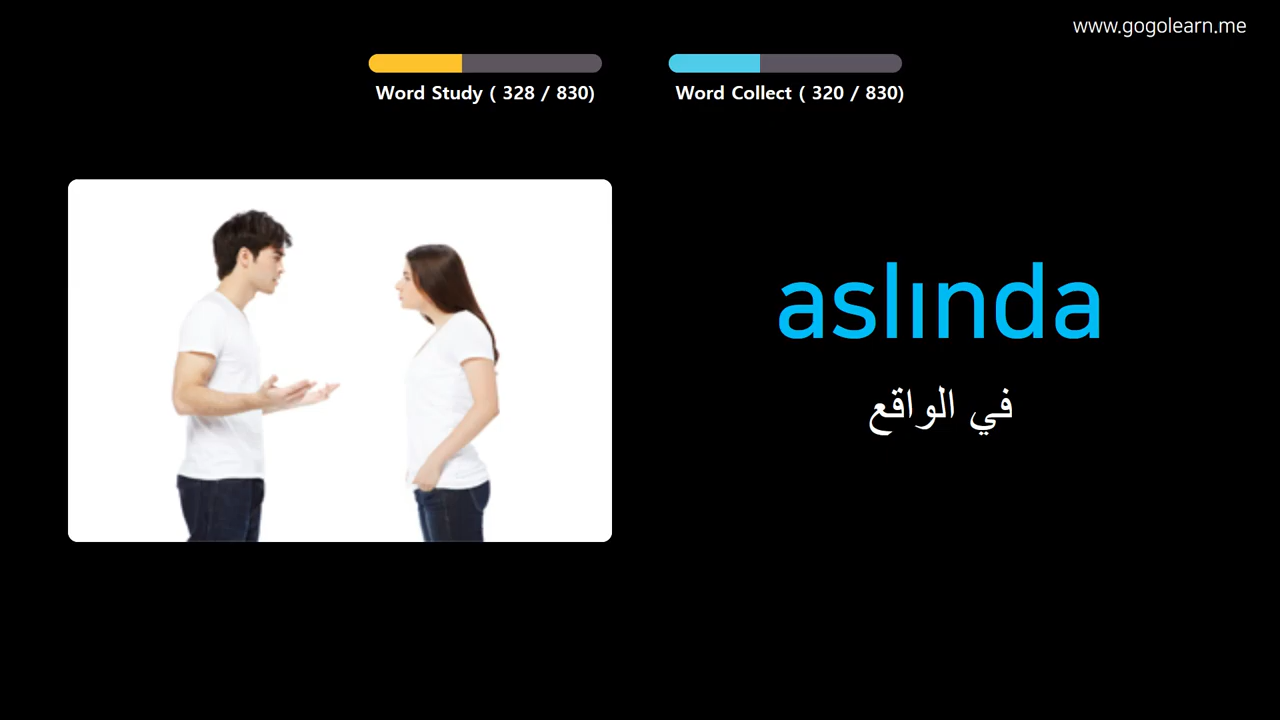 www.gogolearn.me
Word Study ( 328 / 830)
Word Collect ( 320 / 830)
aslında
في الواقع